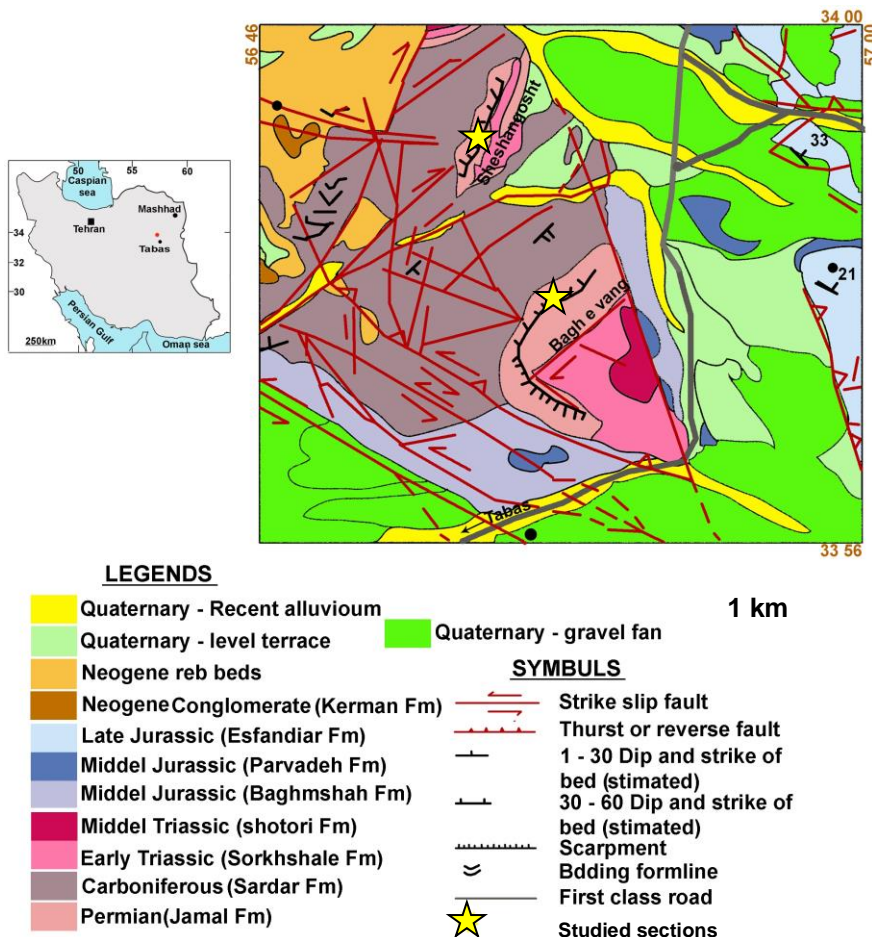 56 46
34 00
57 00
33
Sheshangosht
21
Bagh e vang
Tabas
33 56
50
55
60
Caspian
sea
Mashhad
Tehran
34
Tabas
32
30
Persian Gulf
Oman sea
250km
LEGENDS
Quaternary - Recent alluvioum
Quaternary - level terrace
Quaternary - gravel fan
Neogene reb beds
Neogene Conglomerate (Kerman Fm)
Late Jurassic (Esfandiar Fm)
Middel Jurassic (Parvadeh Fm)
Middel Jurassic (Baghmshah Fm)
Middel Triassic (shotori Fm)
Early Triassic (Sorkhshale Fm)
Carboniferous (Sardar Fm)
Permian (Jamal Fm)
1 km
SYMBULS
Strike slip fault
Thurst or reverse fault
1 - 30 Dip and strike of
bed (stimated)
30 - 60 Dip and strike of
bed (stimated)
Scarpment
Bdding formline
First class road
Studied sections